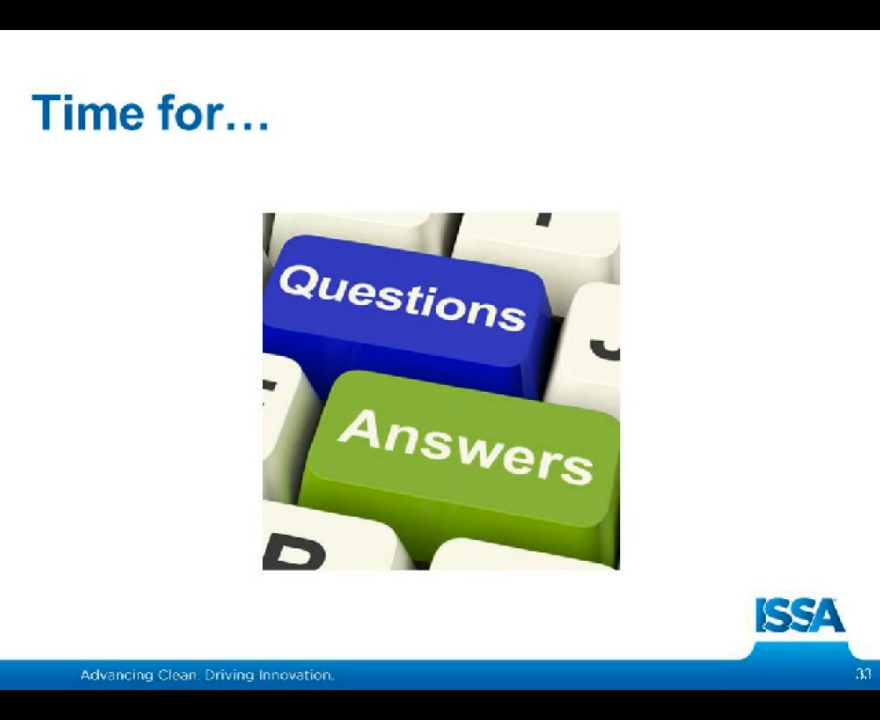 Time for…
Questions
Answers
ISSA
Advancing Clean. Driving Innovation.
33